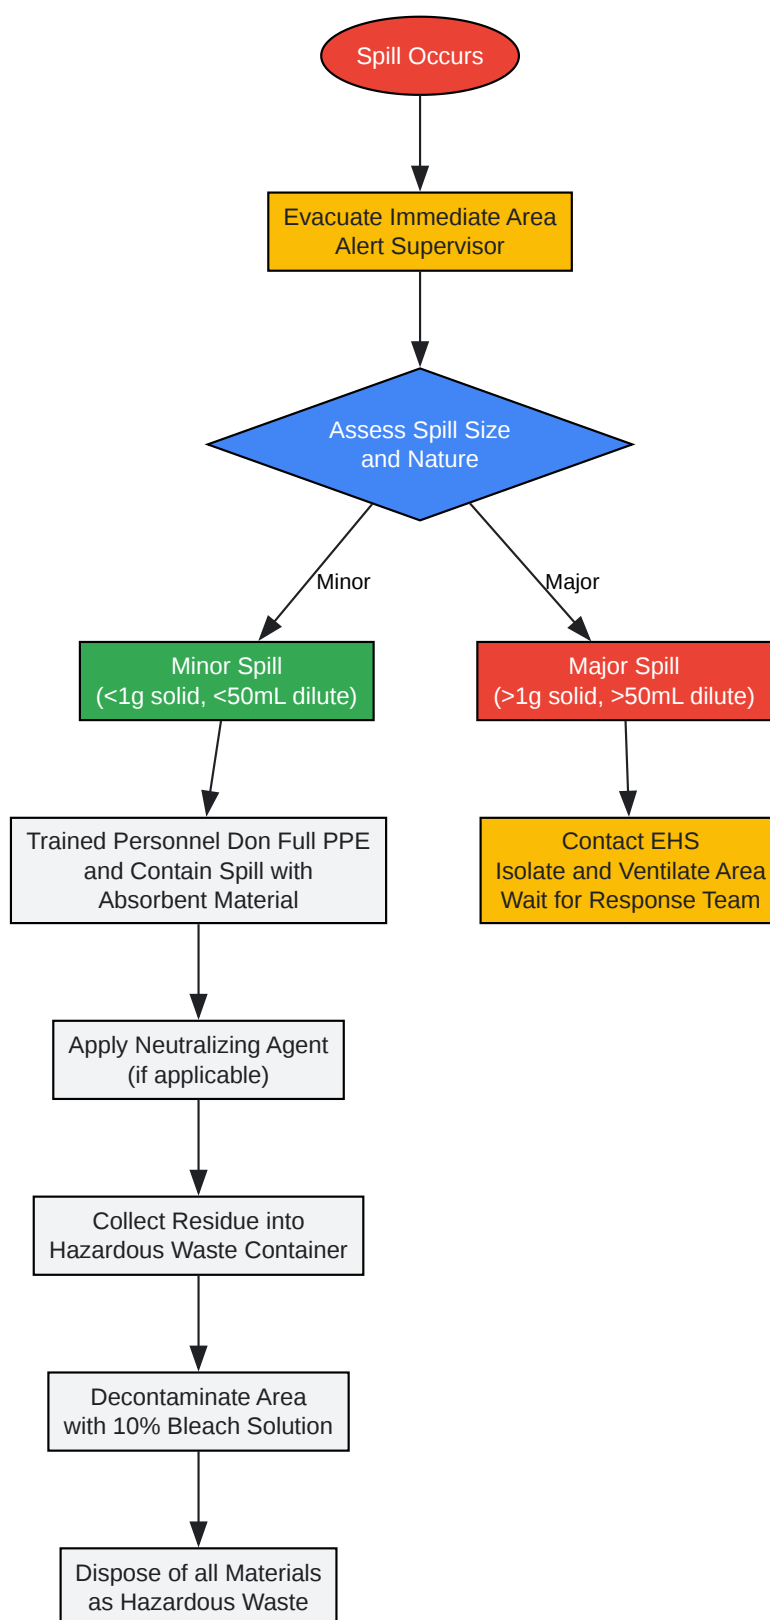 Spill Occurs
Evacuate Immediate Area
Alert Supervisor
Assess Spill Size
and Nature
Minor
Major
Minor Spill
(<1g solid, <50mL dilute)
Major Spill
(>1g solid, >50mL dilute)
Trained Personnel Don Full PPE
and Contain Spill with
Absorbent Material
Contact EHS
Isolate and Ventilate Area
Wait for Response Team
Apply Neutralizing Agent
(if applicable)
Collect Residue into
Hazardous Waste Container
Decontaminate Area
with 10% Bleach Solution
Dispose of all Materials
as Hazardous Waste